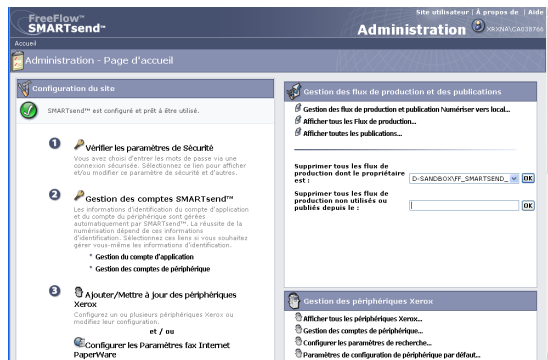 FreeFlow™
SMARTsend™
Site utilisateur | À propos de | Aide
Administration
XRXNA\CA038766
Accueil
Administration - Page d'accueil
Configuration du site
SMARTsend™ est configuré et prêt à être utilisé.
1 Vérifier les paramètres de Sécurité
Vous avez choisi d'entrer les mots de passe via une
connexion sécurisée. Sélectionnez ce lien pour afficher
et/ou modifier ce paramètre de sécurité et d'autres.
2 Gestion des comptes SMARTsend™
Les informations d'identification du compte d'application
et du compte du périphérique sont gérées
automatiquement par SMARTsend™. La réussite de la
numérisation dépend de ces informations
d'identification. Sélectionnez ces liens si vous souhaitez
gérer vous-même les informations d'identification.
* Gestion du compte d'application
* Gestion des comptes de périphérique
3 Ajouter/Mettre à jour des périphériques
Xerox
Configurez un ou plusieurs périphériques Xerox ou
modifiez leur configuration.
et / ou
Configurer les Paramètres fax Internet
PaperWare
Gestion des flux de production et des publications
Gestion des flux de production et publication Numériser vers local...
Afficher tous les Flux de production...
Afficher toutes les publications...
Supprimer tous les flux de
production dont le propriétaire
est :
D-SANDBOX\FF_SMARTSEND_
OK
Supprimer tous les flux de
production non utilisés ou
publiés depuis le :
OK
Gestion des périphériques Xerox
Afficher tous les périphériques Xerox...
Gestion des comptes de périphérique...
Configurer les paramètres de recherche...
Paramètres de configuration de périphérique par défaut...